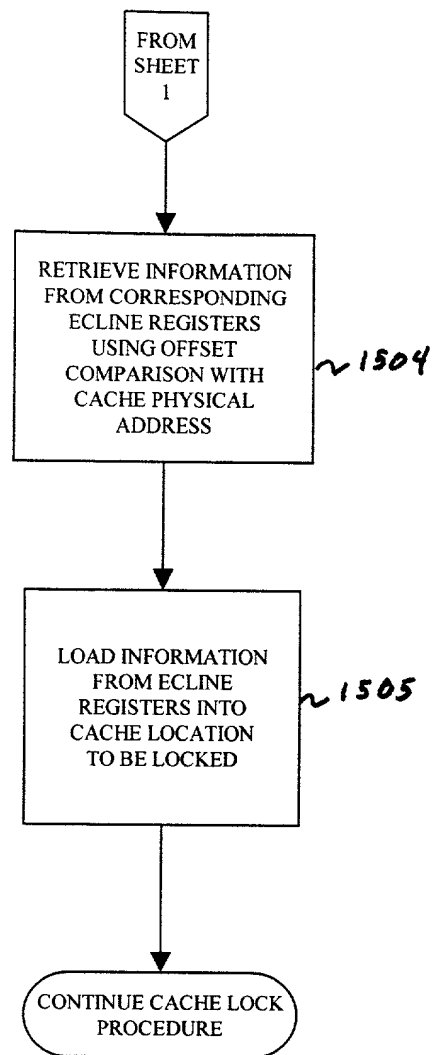 FROM
SHEET
1
RETRIEVE INFORMATION
FROM CORRESPONDING
ECLINE REGISTERS
USING OFFSET
COMPARISON WITH
CACHE PHYSICAL
ADDRESS
1504
LOAD INFORMATION
FROM ECLINE
REGISTERS INTO
CACHE LOCATION
TO BE LOCKED
1505
CONTINUE CACHE LOCK
PROCEDURE